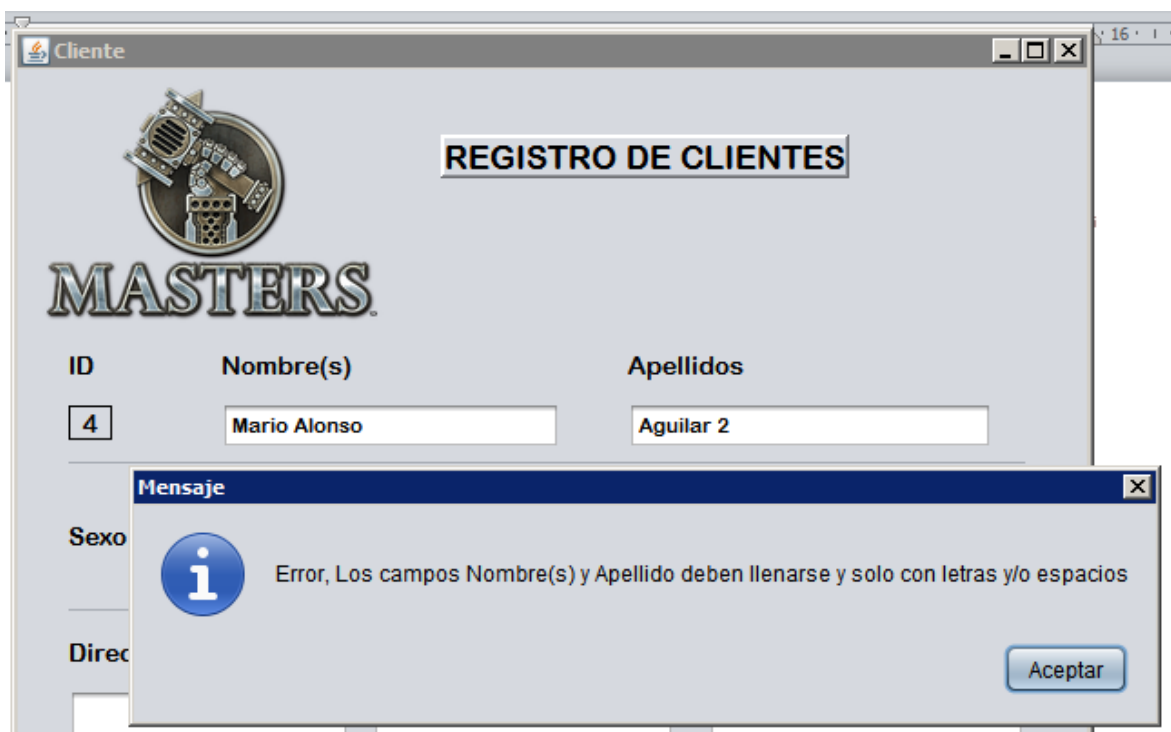 16
Cliente
REGISTRO DE CLIENTES
MASTERS
ID Nombre(s) Apellidos
4 Mario Alonso Aguilar 2
Mensaje
Sexo
Error, Los campos Nombre(s) y Apellido deben llenarse y solo con letras y/o espacios
Direc
Aceptar